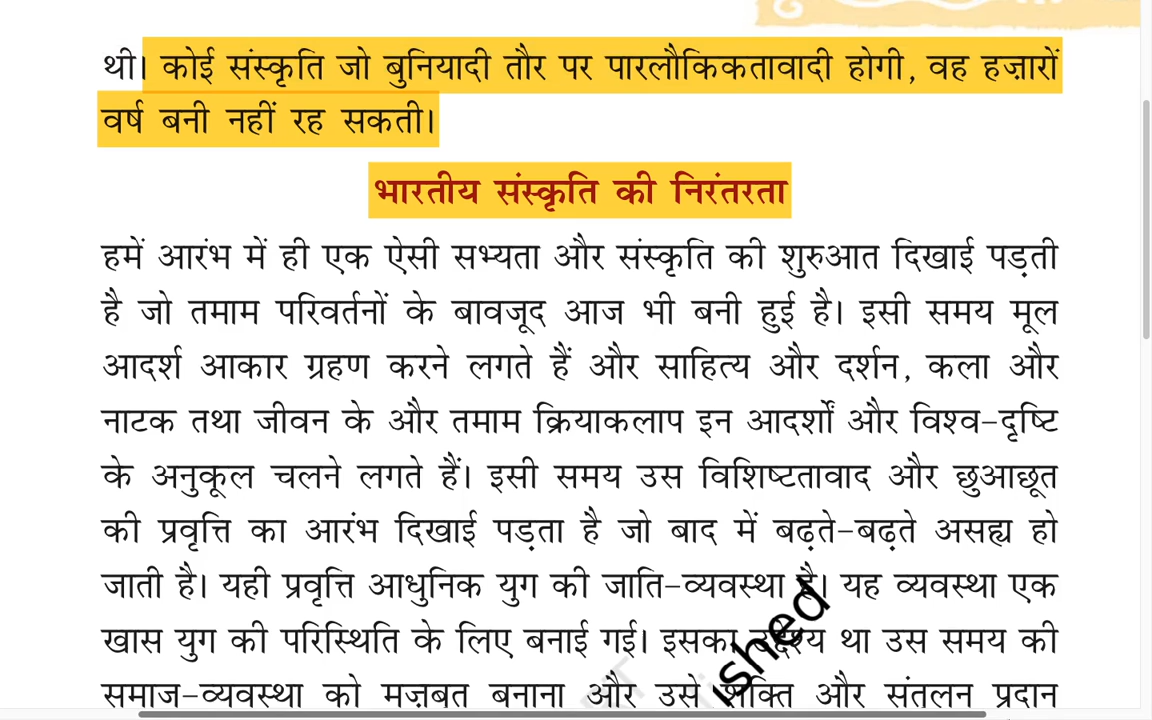 थी। कोई संस्कृति जो बुनियादी तौर पर पारलौकिकतावादी होगी, वह हज़ारों
वर्ष बनी नहीं रह सकती।
भारतीय संस्कृति की निरंतरता
हमें आरंभ में ही एक ऐसी सभ्यता और संस्कृति की शुरुआत दिखाई पड़ती
है जो तमाम परिवर्तनों के बावजूद आज भी बनी हुई है। इसी समय मूल
आदर्श आकार ग्रहण करने लगते हैं और साहित्य और दर्शन, कला और
नाटक तथा जीवन के और तमाम क्रियाकलाप इन आदर्शों और विश्व-दृष्टि
के अनुकूल चलने लगते हैं। इसी समय उस विशिष्टतावाद और छुआछूत
की प्रवृत्ति का आरंभ दिखाई पड़ता है जो बाद में बढ़ते-बढ़ते असह्य हो
जाती है। यही प्रवृत्ति आधुनिक युग की जाति-व्यवस्था है। यह व्यवस्था एक
खास युग की परिस्थिति के लिए बनाई गई। इसका उद्देश्य था उस समय की
समाज-व्यवस्था को मज़बूत बनाना और उसे शक्ति और संतुलन प्रदान
ished